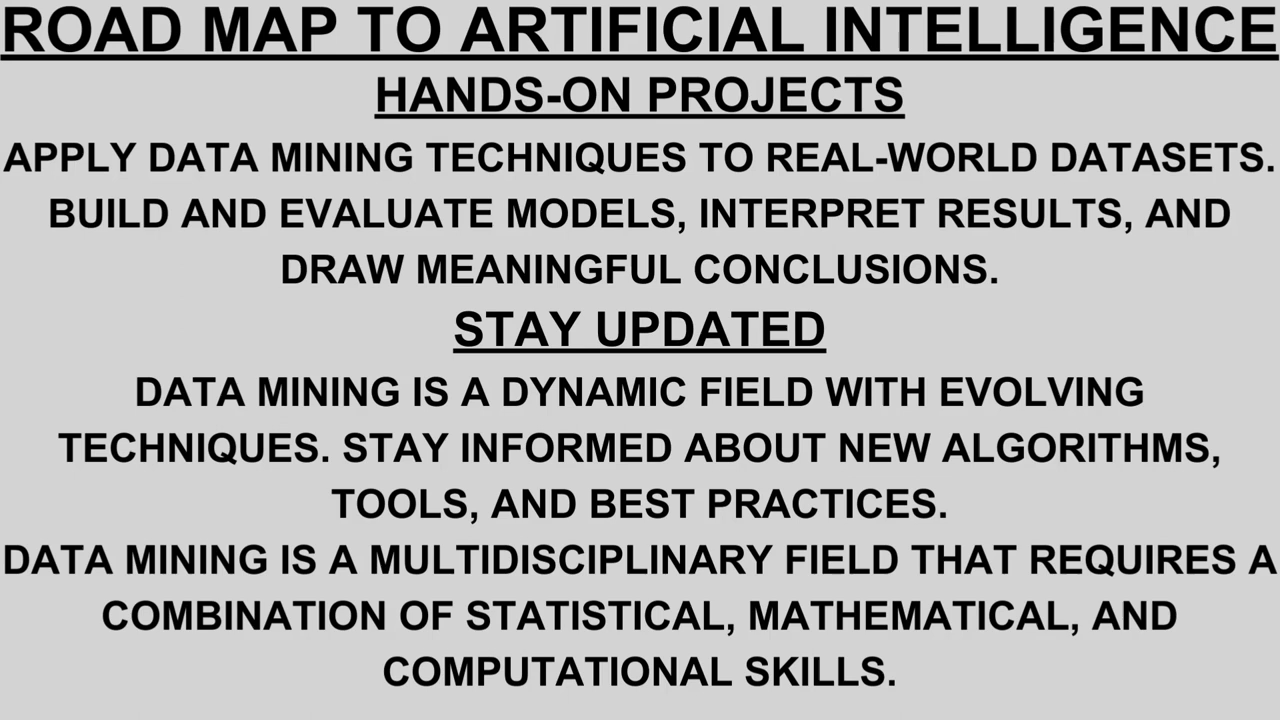 ROAD MAP TO ARTIFICIAL INTELLIGENCE
HANDS-ON PROJECTS
APPLY DATA MINING TECHNIQUES TO REAL-WORLD DATASETS.
BUILD AND EVALUATE MODELS, INTERPRET RESULTS, AND
DRAW MEANINGFUL CONCLUSIONS.
STAY UPDATED
DATA MINING IS A DYNAMIC FIELD WITH EVOLVING
TECHNIQUES. STAY INFORMED ABOUT NEW ALGORITHMS,
TOOLS, AND BEST PRACTICES.
DATA MINING IS A MULTIDISCIPLINARY FIELD THAT REQUIRES A
COMBINATION OF STATISTICAL, MATHEMATICAL, AND
COMPUTATIONAL SKILLS.